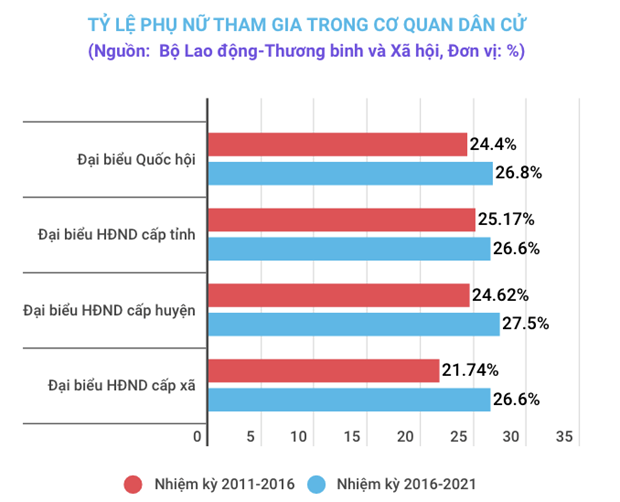 TỶ LỆ PHỤ NỮ THAM GIA TRONG CƠ QUAN DÂN CỬ
(Nguồn: Bộ Lao động-Thương binh và Xã hội, Đơn vị: %)
Đại biểu Quốc hội
24.4%
26.8%
Đại biểu HĐND cấp tỉnh
25.17%
26.6%
Đại biểu HĐND cấp huyện
24.62%
27.5%
Đại biểu HĐND cấp xã
21.74%
26.6%
0 5 10 15 20 25 30 35
Nhiệm kỳ 2011-2016 Nhiệm kỳ 2016-2021